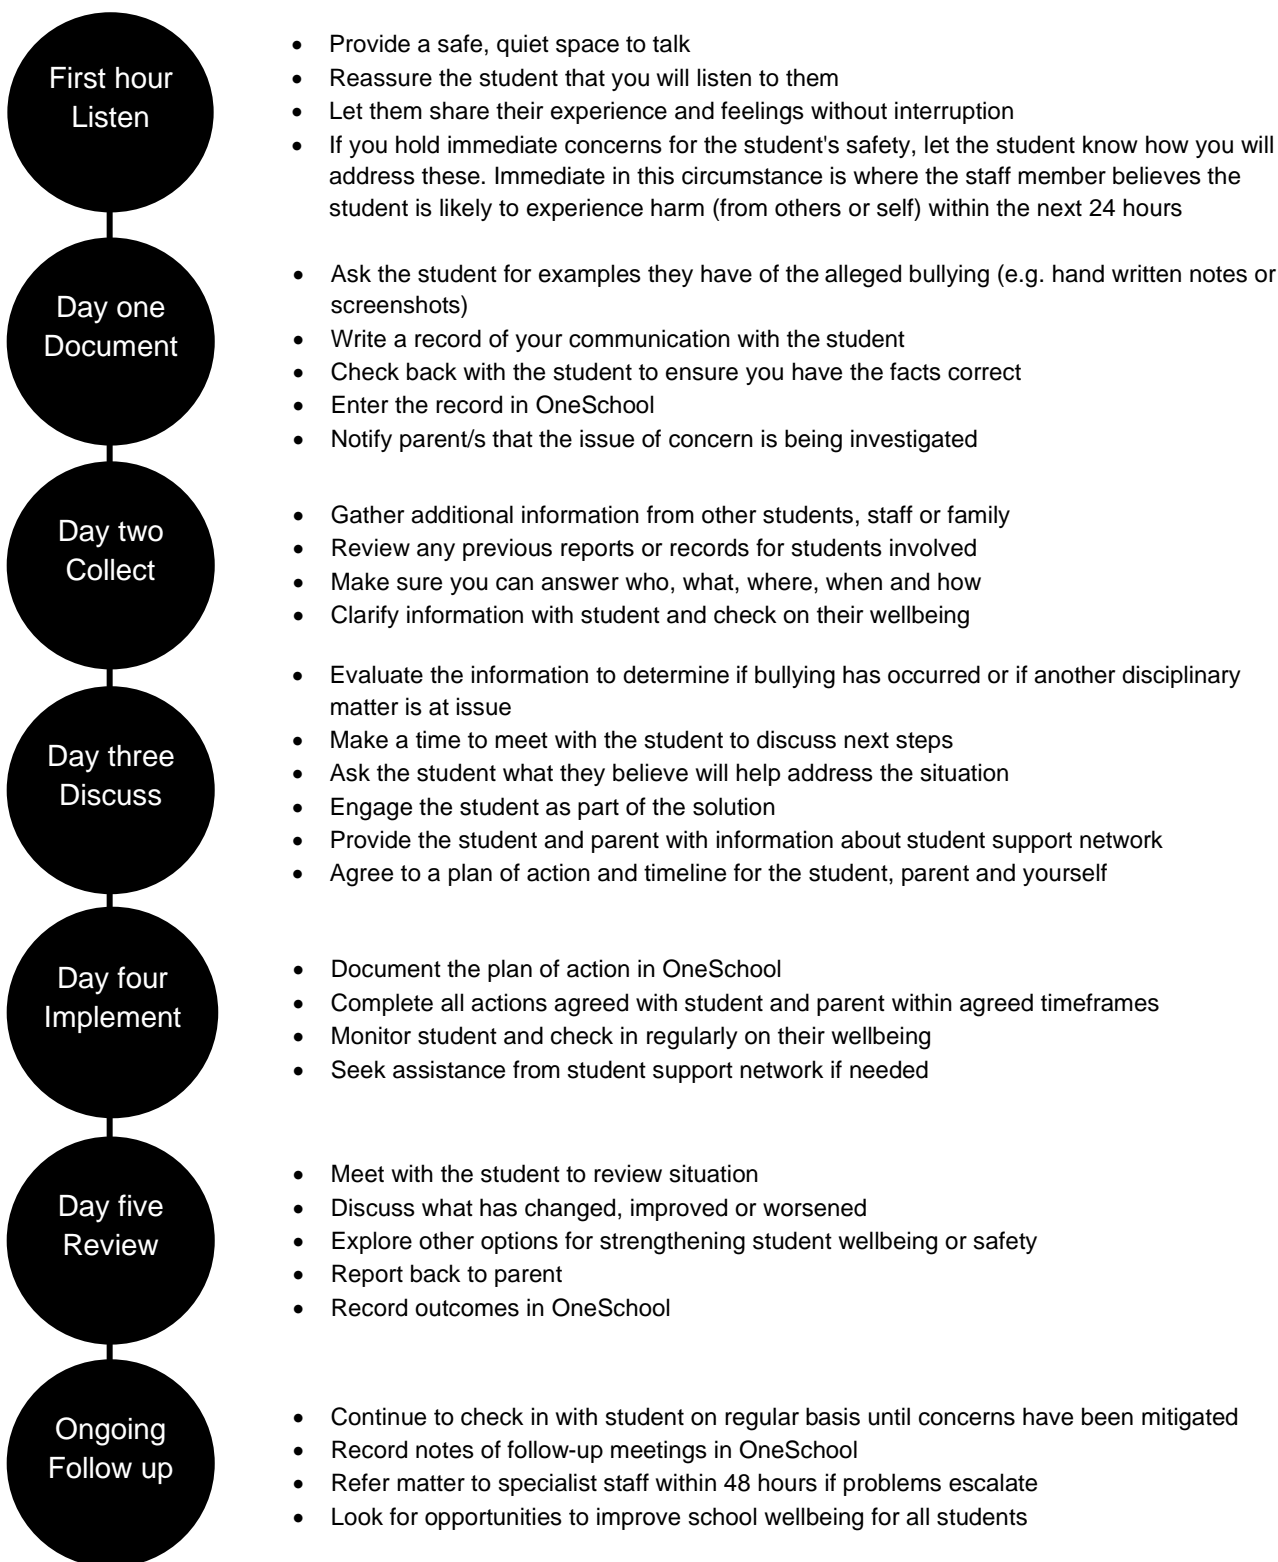 First hour
Listen
• Provide a safe, quiet space to talk
• Reassure the student that you will listen to them
• Let them share their experience and feelings without interruption
• If you hold immediate concerns for the student's safety, let the student know how you will
address these. Immediate in this circumstance is where the staff member believes the
student is likely to experience harm (from others or self) within the next 24 hours
Day one
Document
• Ask the student for examples they have of the alleged bullying (e.g. hand written notes or
screenshots)
• Write a record of your communication with the student
• Check back with the student to ensure you have the facts correct
• Enter the record in OneSchool
• Notify parent/s that the issue of concern is being investigated
Day two
Collect
• Gather additional information from other students, staff or family
• Review any previous reports or records for students involved
• Make sure you can answer who, what, where, when and how
• Clarify information with student and check on their wellbeing
Day three
Discuss
• Evaluate the information to determine if bullying has occurred or if another disciplinary
matter is at issue
• Make a time to meet with the student to discuss next steps
• Ask the student what they believe will help address the situation
• Engage the student as part of the solution
• Provide the student and parent with information about student support network
• Agree to a plan of action and timeline for the student, parent and yourself
Day four
Implement
• Document the plan of action in OneSchool
• Complete all actions agreed with student and parent within agreed timeframes
• Monitor student and check in regularly on their wellbeing
• Seek assistance from student support network if needed
Day five
Review
• Meet with the student to review situation
• Discuss what has changed, improved or worsened
• Explore other options for strengthening student wellbeing or safety
• Report back to parent
• Record outcomes in OneSchool
Ongoing
Follow up
• Continue to check in with student on regular basis until concerns have been mitigated
• Record notes of follow-up meetings in OneSchool
• Refer matter to specialist staff within 48 hours if problems escalate
• Look for opportunities to improve school wellbeing for all students